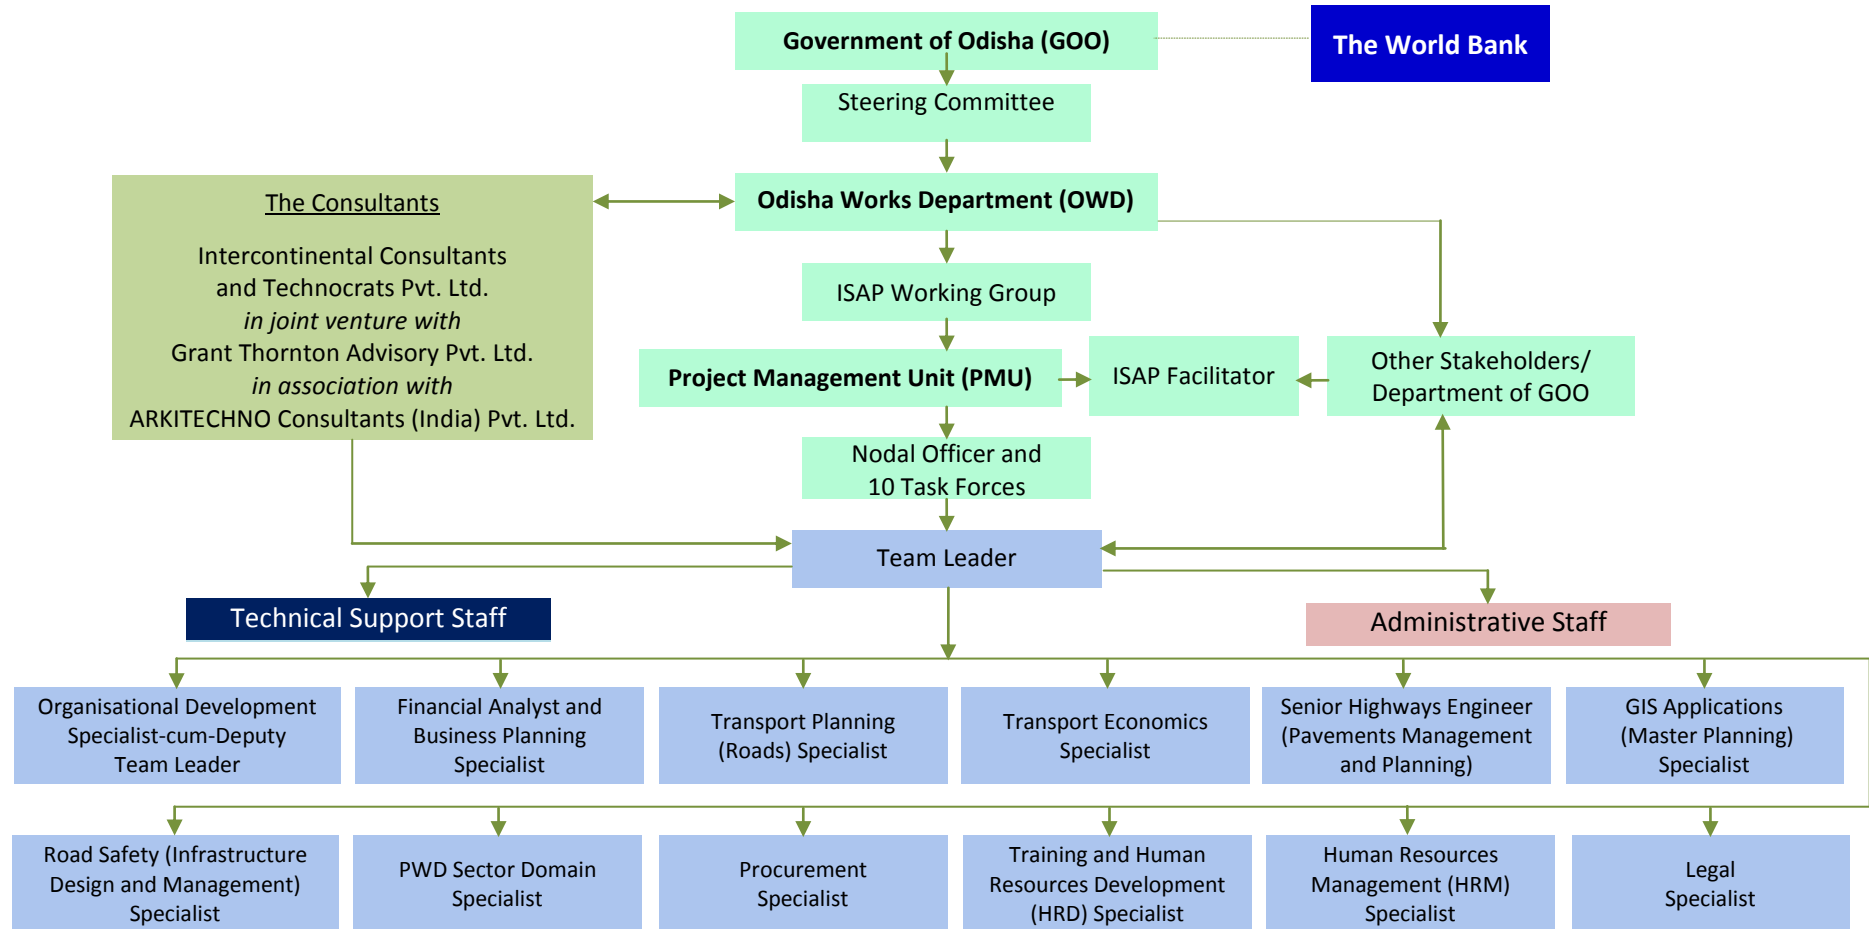 Government of Odisha (GOO)
The World Bank
Steering Committee
The Consultants
Intercontinental Consultants
and Technocrats Pvt. Ltd.
in joint venture with
Grant Thornton Advisory Pvt. Ltd.
in association with
ARKITECHNO Consultants (India) Pvt. Ltd.
Odisha Works Department (OWD)
ISAP Working Group
Project Management Unit (PMU)
ISAP Facilitator
Other Stakeholders/
Department of GOO
Nodal Officer and
10 Task Forces
Team Leader
Technical Support Staff
Administrative Staff
Organisational Development
Specialist-cum-Deputy
Team Leader
Financial Analyst and
Business Planning
Specialist
Transport Planning
(Roads) Specialist
Transport Economics
Specialist
Senior Highways Engineer
(Pavements Management
and Planning)
GIS Applications
(Master Planning)
Specialist
Road Safety (Infrastructure
Design and Management)
Specialist
PWD Sector Domain
Specialist
Procurement
Specialist
Training and Human
Resources Development
(HRD) Specialist
Human Resources
Management (HRM)
Specialist
Legal
Specialist